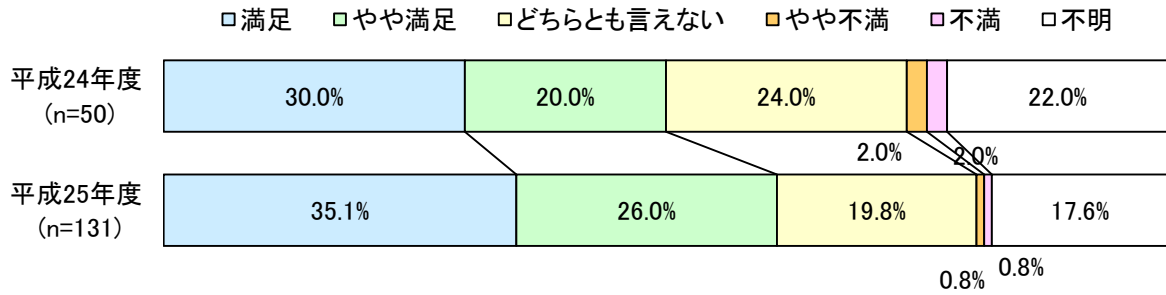 満足 やや満足 どちらとも言えない やや不満 不満 不明
平成24年度
(n=50)
30.0% 20.0% 24.0% 22.0%
2.0% 2.0%
平成25年度
(n=131)
35.1% 26.0% 19.8% 17.6%
0.8% 0.8%